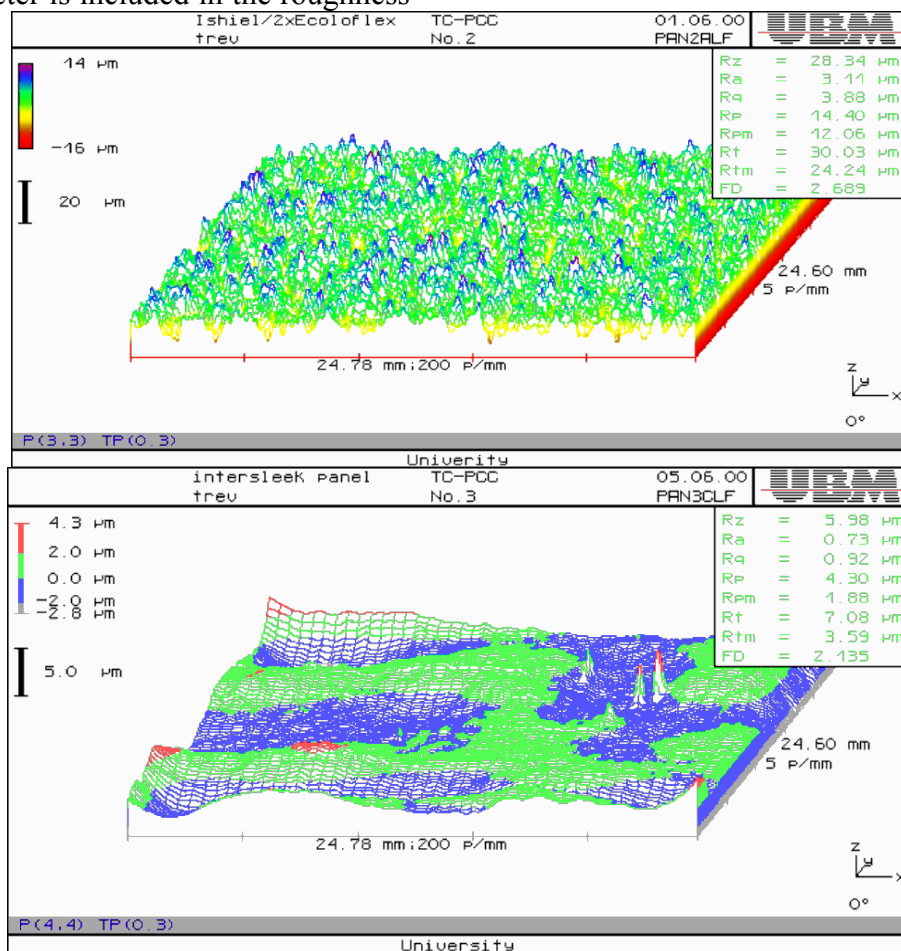 ter is included in the roughness
Ishiel/2xEcoloflex TC-PCC 01.06.00 UBM
trev No.2 PAN2ALF
14 µm
-16 µm
20 µm
Rz = 28.34 µm
Ra = 3.11 µm
Rq = 3.88 µm
Rp = 14.40 µm
Rpm = 12.06 µm
Rt = 30.03 µm
Rtm = 24.24 µm
FD = 2.689
24.60 mm
5 p/mm
24.78 mm;200 p/mm
z
y
x
0°
P(3,3) TP(0.3)
Univerity
intersleek panel TC-PCC 05.06.00 UBM
trev No.3 PAN3CLF
4.3 µm
2.0 µm
0.0 µm
-2.0 µm
-2.8 µm
5.0 µm
Rz = 5.98 µm
Ra = 0.73 µm
Rq = 0.92 µm
Rp = 4.30 µm
Rpm = 1.88 µm
Rt = 7.08 µm
Rtm = 3.59 µm
FD = 2.135
24.60 mm
5 p/mm
24.78 mm;200 p/mm
z
y
x
0°
P(4,4) TP(0.3)
University